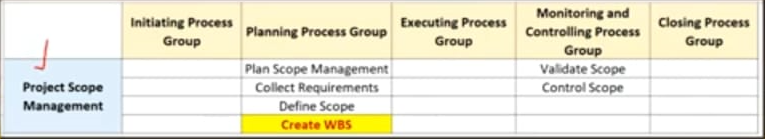 Initiating Process Group
Planning Process Group
Executing Process Group
Monitoring and Controlling Process Group
Closing Process Group
Project Scope Management
Plan Scope Management
Validate Scope
Collect Requirements
Control Scope
Define Scope
Create WBS